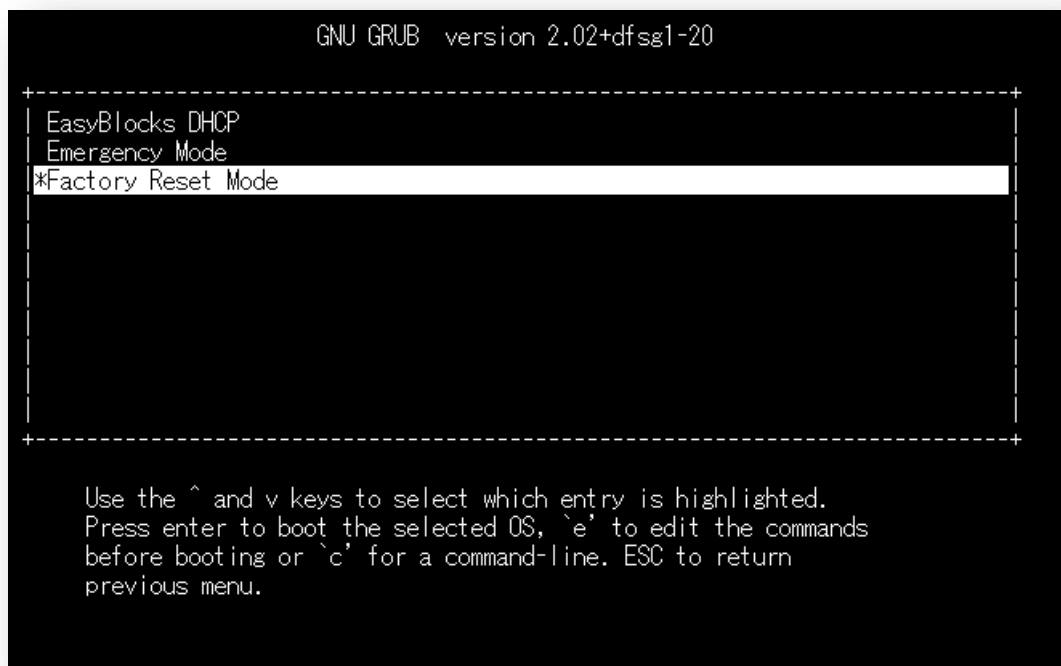 GNU GRUB version 2.02+dfsg1-20
EasyBlocks DHCP
Emergency Mode
*Factory Reset Mode
Use the ^ and v keys to select which entry is highlighted.
Press enter to boot the selected OS, `e' to edit the commands
before booting or `c' for a command-line. ESC to return
previous menu.